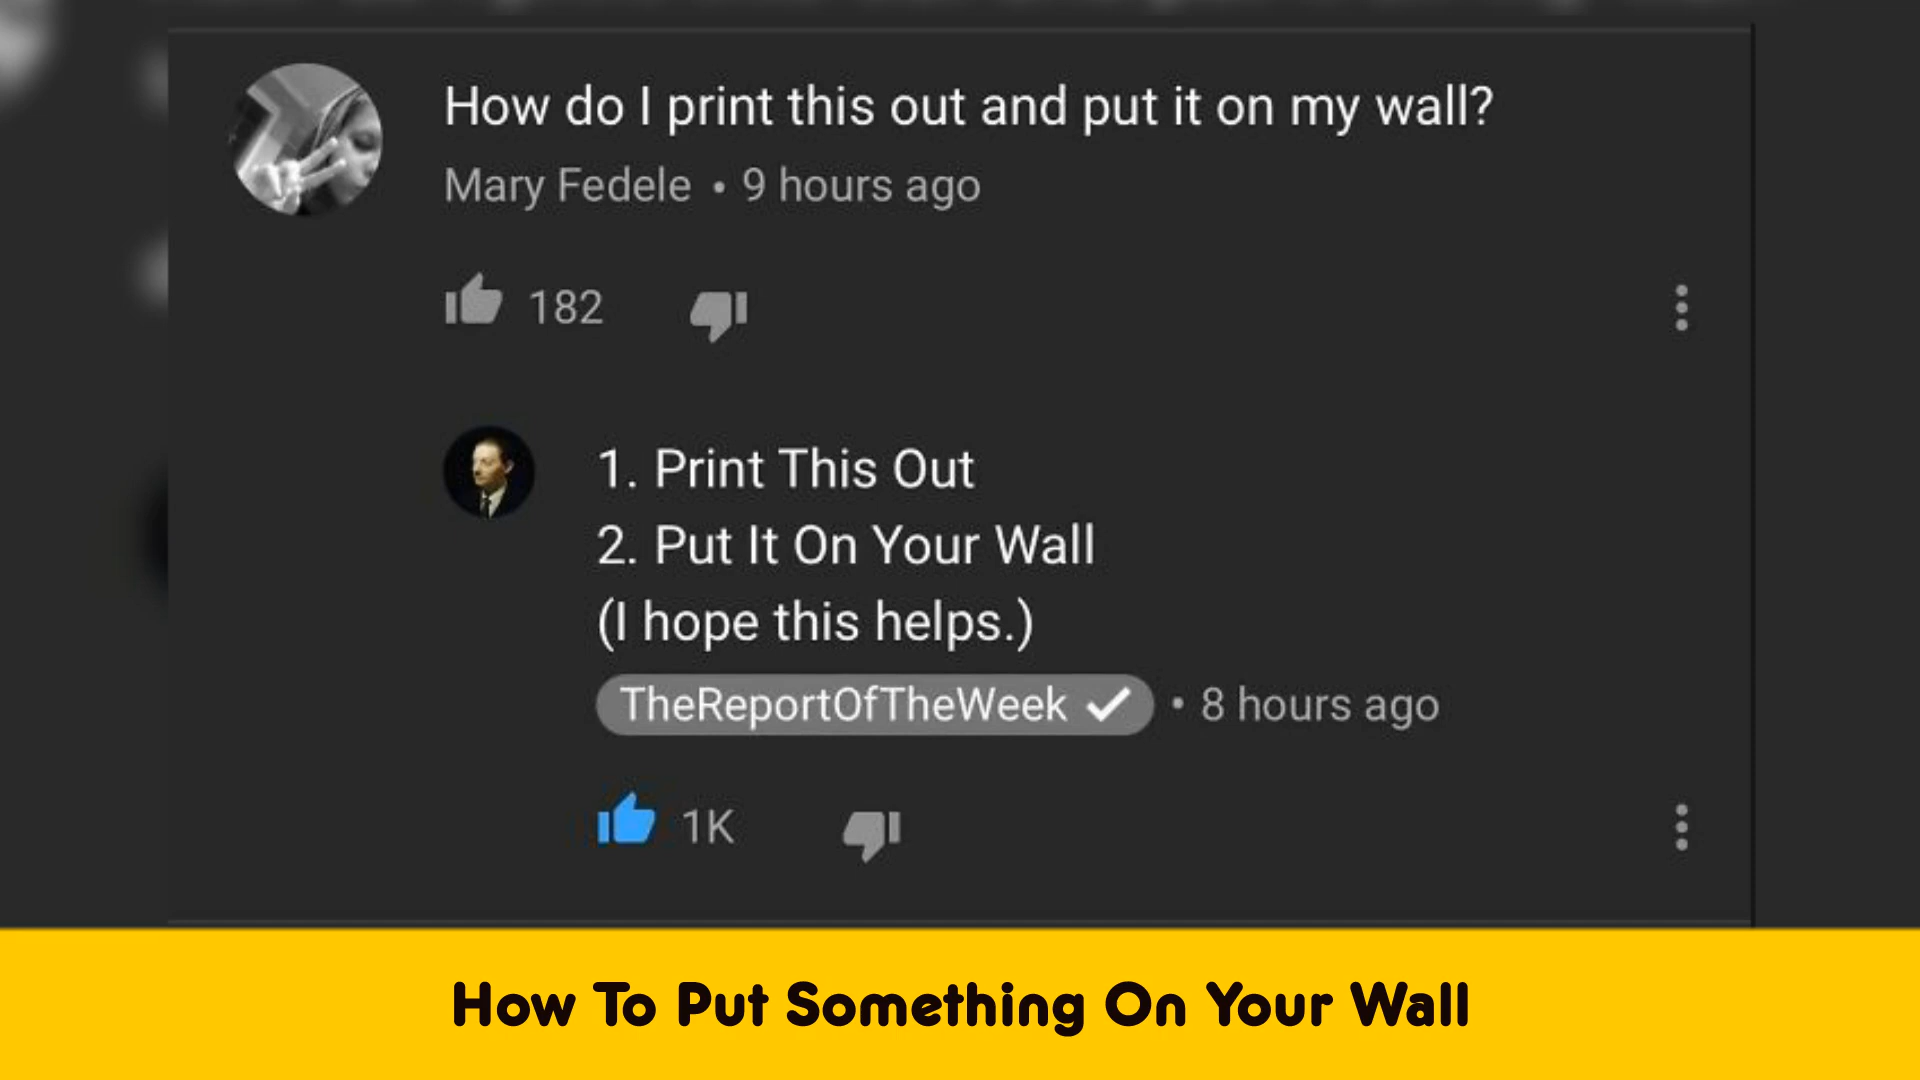 How do I print this out and put it on my wall?
Mary Fedele • 9 hours ago
182
1. Print This Out
2. Put It On Your Wall
(I hope this helps.)
TheReportOfTheWeek ✔ • 8 hours ago
1K
How To Put Something On Your Wall